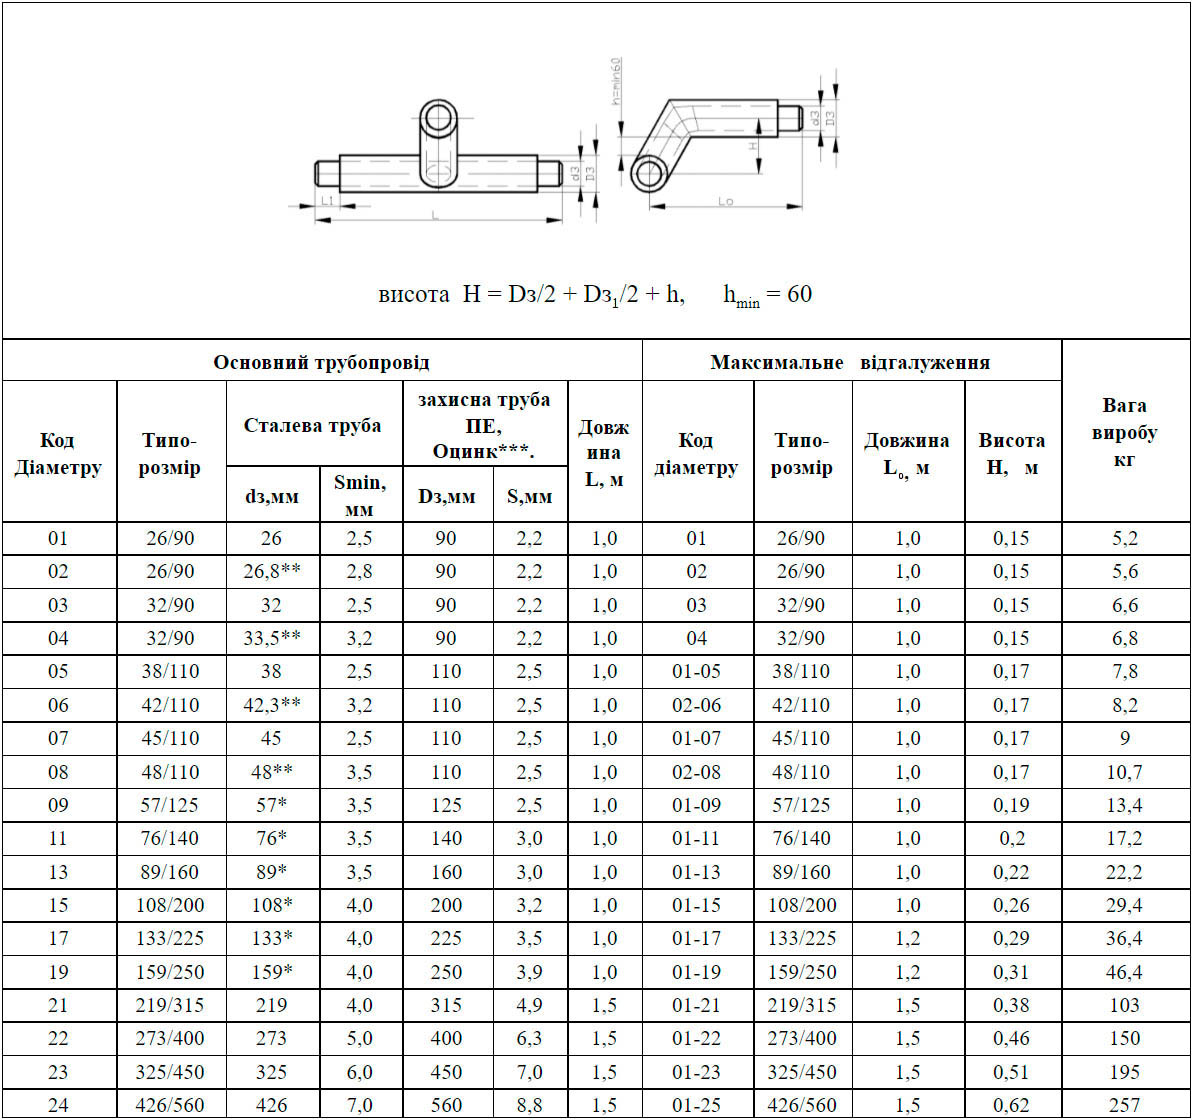 h=min60
d3
D3
H
Lo
d3
D3
L1
L
висота H = Dз/2 + Dз₁/2 + h, hmin = 60
Основний трубопровід Максимальне відгалуження Вага виробу кг
Код Діаметру Типо-розмір Сталева труба захисна труба ПЕ, Оцинк***. Довжина L, м Код діаметру Типо-розмір Довжина Lₒ, м Висота H, м
dз,мм Smin, мм Dз,мм S,мм
01 26/90 26 2,5 90 2,2 1,0 01 26/90 1,0 0,15 5,2
02 26/90 26,8** 2,8 90 2,2 1,0 02 26/90 1,0 0,15 5,6
03 32/90 32 2,5 90 2,2 1,0 03 32/90 1,0 0,15 6,6
04 32/90 33,5** 3,2 90 2,2 1,0 04 32/90 1,0 0,15 6,8
05 38/110 38 2,5 110 2,5 1,0 01-05 38/110 1,0 0,17 7,8
06 42/110 42,3** 3,2 110 2,5 1,0 02-06 42/110 1,0 0,17 8,2
07 45/110 45 2,5 110 2,5 1,0 01-07 45/110 1,0 0,17 9
08 48/110 48** 3,5 110 2,5 1,0 02-08 48/110 1,0 0,17 10,7
09 57/125 57* 3,5 125 2,5 1,0 01-09 57/125 1,0 0,19 13,4
11 76/140 76* 3,5 140 3,0 1,0 01-11 76/140 1,0 0,2 17,2
13 89/160 89* 3,5 160 3,0 1,0 01-13 89/160 1,0 0,22 22,2
15 108/200 108* 4,0 200 3,2 1,0 01-15 108/200 1,0 0,26 29,4
17 133/225 133* 4,0 225 3,5 1,0 01-17 133/225 1,2 0,29 36,4
19 159/250 159* 4,0 250 3,9 1,0 01-19 159/250 1,2 0,31 46,4
21 219/315 219 4,0 315 4,9 1,5 01-21 219/315 1,5 0,38 103
22 273/400 273 5,0 400 6,3 1,5 01-22 273/400 1,5 0,46 150
23 325/450 325 6,0 450 7,0 1,5 01-23 325/450 1,5 0,51 195
24 426/560 426 7,0 560 8,8 1,5 01-25 426/560 1,5 0,62 257